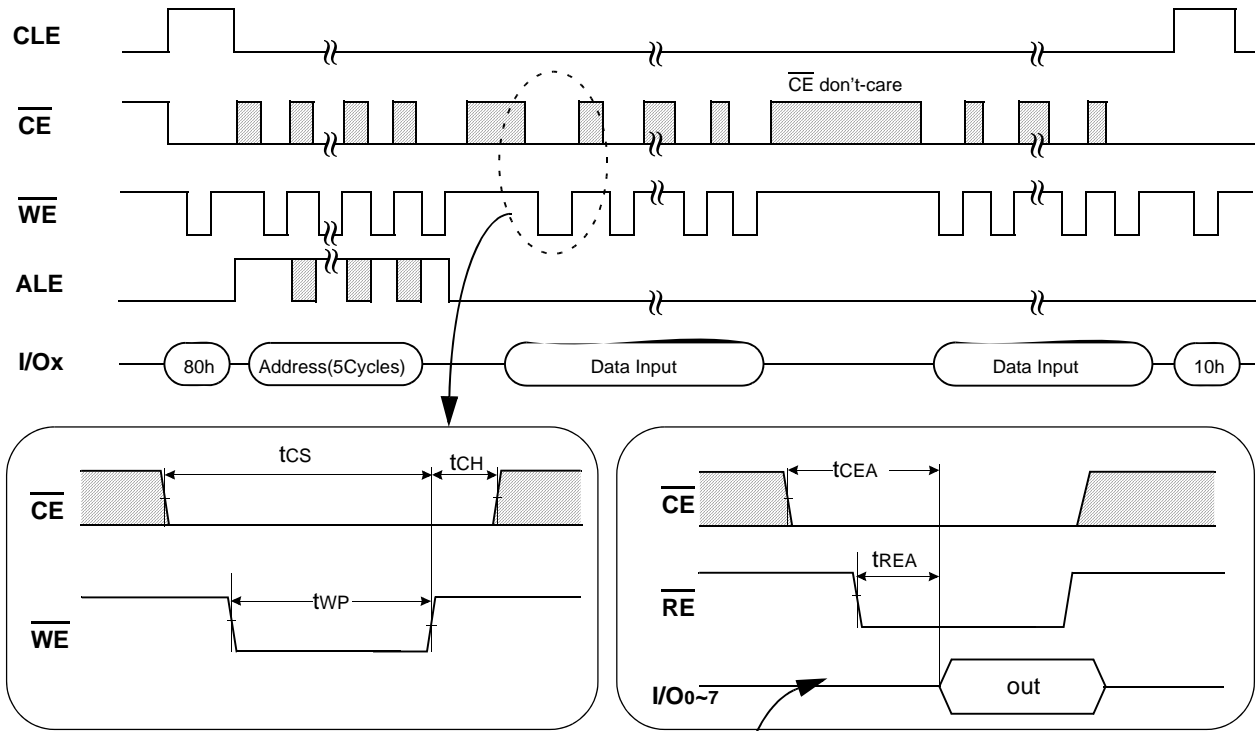 CLE
CE don't-care
CE
WE
ALE
I/Ox 80h Address(5Cycles) Data Input Data Input 10h
tCS tCH
CE
tWP
WE
tCEA
CE
tREA
RE
I/O0~7 out